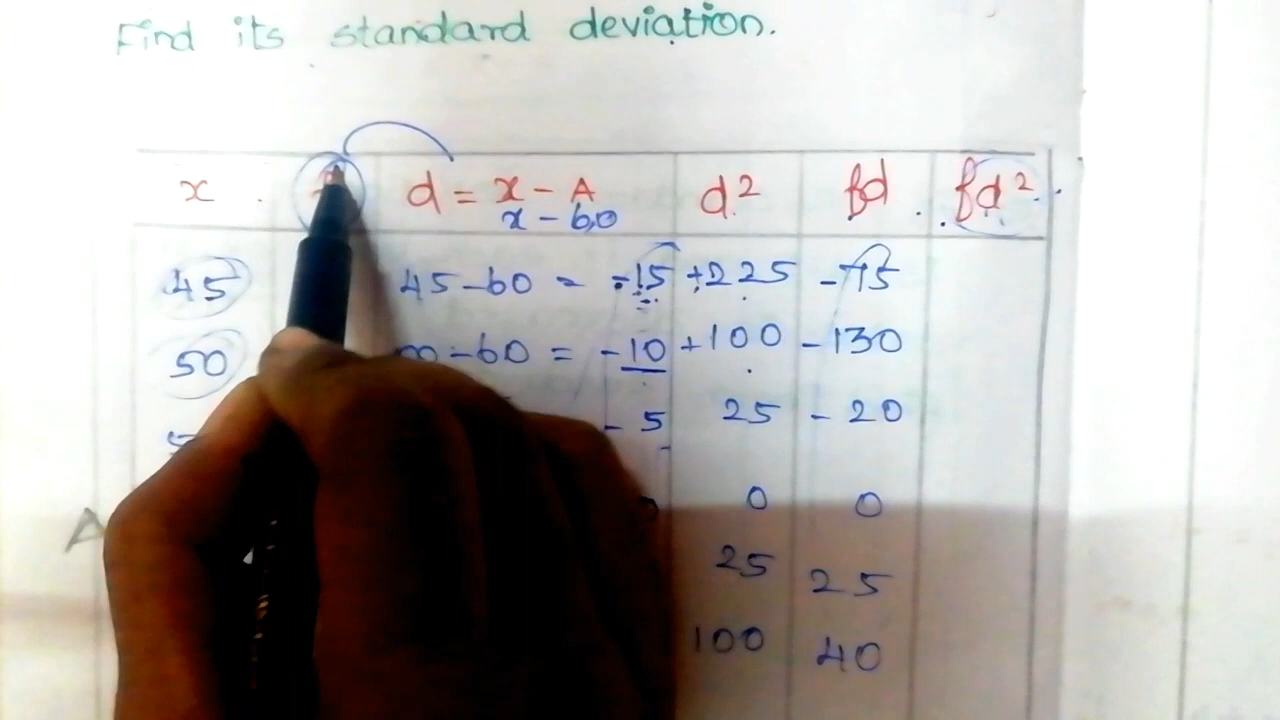 Find its standard deviation.
x d = x - A d² fd fd²
x - 60
45 45 - 60 = -15 +225 -15
50 - 60 = -10 +100 -130
- 5 25 - 20
A 0 0
25 25
100 40